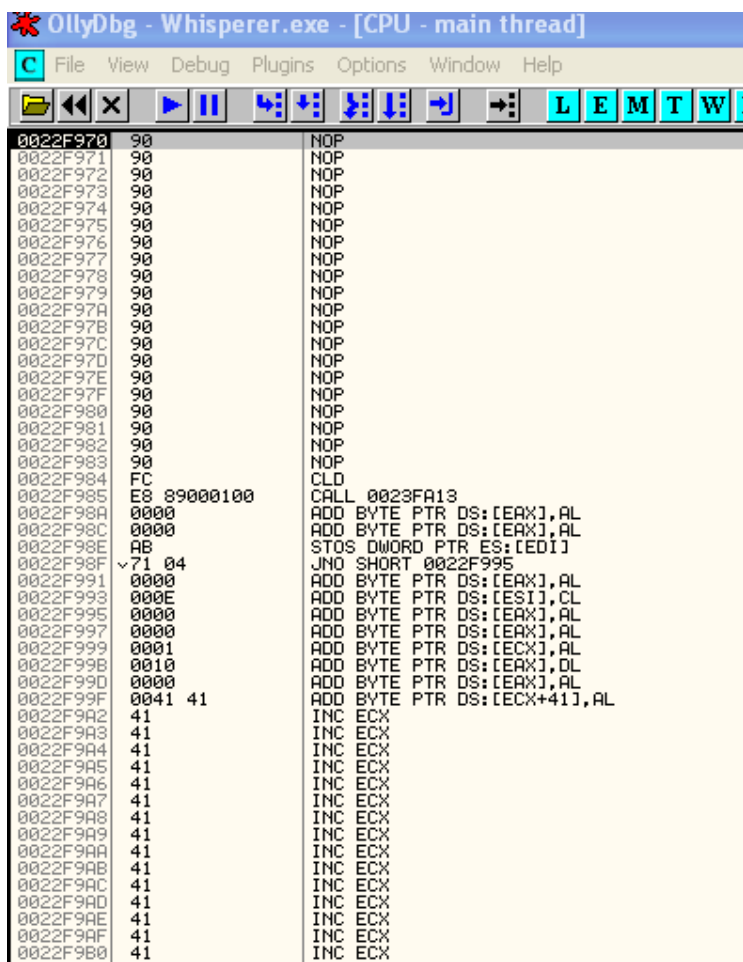 OllyDbg - Whisperer.exe - [CPU - main thread]
C File View Debug Plugins Options Window Help
L E M T W
0022F970 90 NOP
0022F971 90 NOP
0022F972 90 NOP
0022F973 90 NOP
0022F974 90 NOP
0022F975 90 NOP
0022F976 90 NOP
0022F977 90 NOP
0022F978 90 NOP
0022F979 90 NOP
0022F97A 90 NOP
0022F97B 90 NOP
0022F97C 90 NOP
0022F97D 90 NOP
0022F97E 90 NOP
0022F97F 90 NOP
0022F980 90 NOP
0022F981 90 NOP
0022F982 90 NOP
0022F983 90 NOP
0022F984 FC CLD
0022F985 E8 89000100 CALL 0023FA13
0022F98A 0000 ADD BYTE PTR DS:[EAX],AL
0022F98C 0000 ADD BYTE PTR DS:[EAX],AL
0022F98E AB STOS DWORD PTR ES:[EDI]
0022F98F 71 04 JNO SHORT 0022F995
0022F991 0000 ADD BYTE PTR DS:[EAX],AL
0022F993 000E ADD BYTE PTR DS:[ESI],CL
0022F995 0000 ADD BYTE PTR DS:[EAX],AL
0022F997 0000 ADD BYTE PTR DS:[EAX],AL
0022F999 0001 ADD BYTE PTR DS:[ECX],AL
0022F99B 0010 ADD BYTE PTR DS:[EAX],DL
0022F99D 0000 ADD BYTE PTR DS:[EAX],AL
0022F99F 0041 41 ADD BYTE PTR DS:[ECX+41],AL
0022F9A2 41 INC ECX
0022F9A3 41 INC ECX
0022F9A4 41 INC ECX
0022F9A5 41 INC ECX
0022F9A6 41 INC ECX
0022F9A7 41 INC ECX
0022F9A8 41 INC ECX
0022F9A9 41 INC ECX
0022F9AA 41 INC ECX
0022F9AB 41 INC ECX
0022F9AC 41 INC ECX
0022F9AD 41 INC ECX
0022F9AE 41 INC ECX
0022F9AF 41 INC ECX
0022F9B0 41 INC ECX